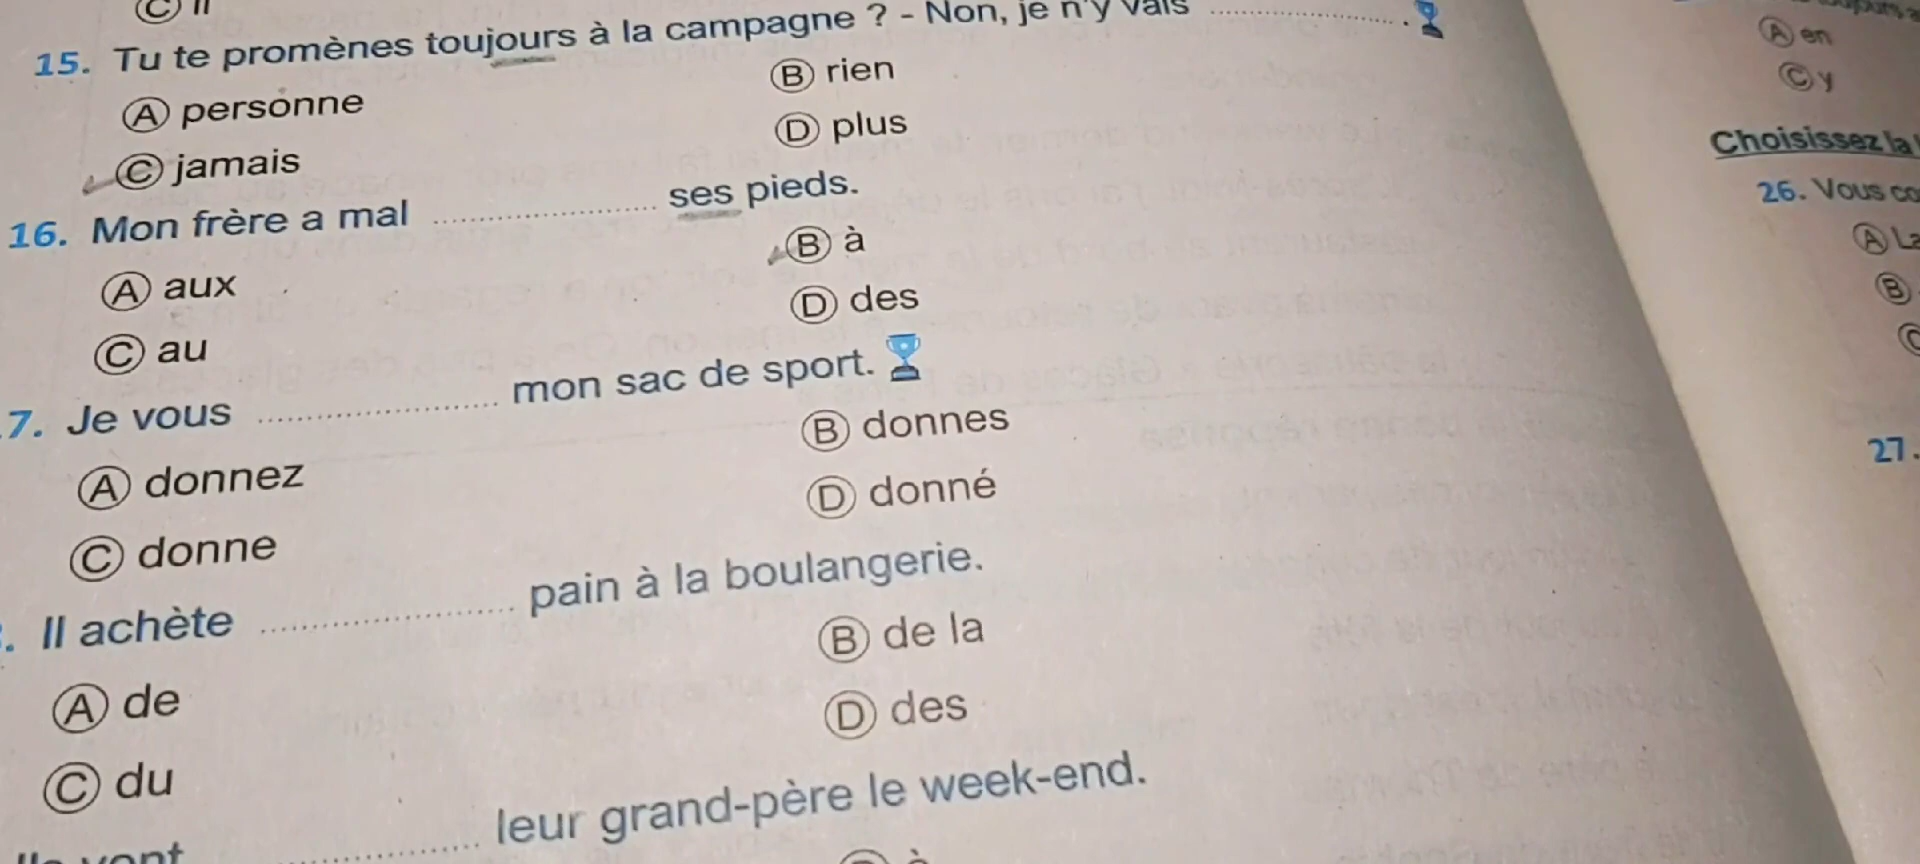 15. Tu te promènes toujours à la campagne ? - Non, je n'y vais ..................... .
A personne
B rien
C jamais
D plus
16. Mon frère a mal ..................... ses pieds.
A aux
B à
C au
D des
7. Je vous ..................... mon sac de sport.
A donnez
B donnes
C donne
D donné
. Il achète ..................... pain à la boulangerie.
A de
B de la
C du
D des
vont ..................... leur grand-père le week-end.
A en
C y
Choisissez la
26. Vous
A
B
27.